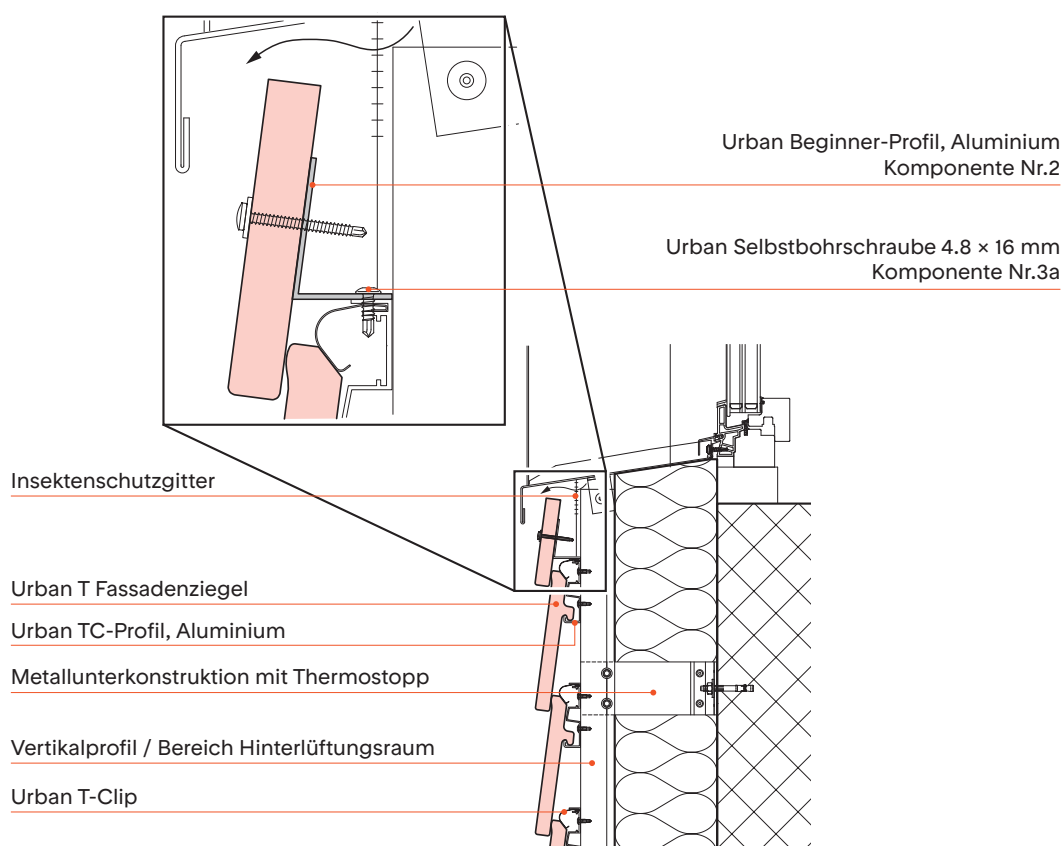 Urban Beginner-Profil, Aluminium
Komponente Nr.2
Urban Selbstbohrschraube 4.8 × 16 mm
Komponente Nr.3a
Insektenschutzgitter
Urban T Fassadenziegel
Urban TC-Profil, Aluminium
Metallunterkonstruktion mit Thermostopp
Vertikalprofil / Bereich Hinterlüftungsraum
Urban T-Clip